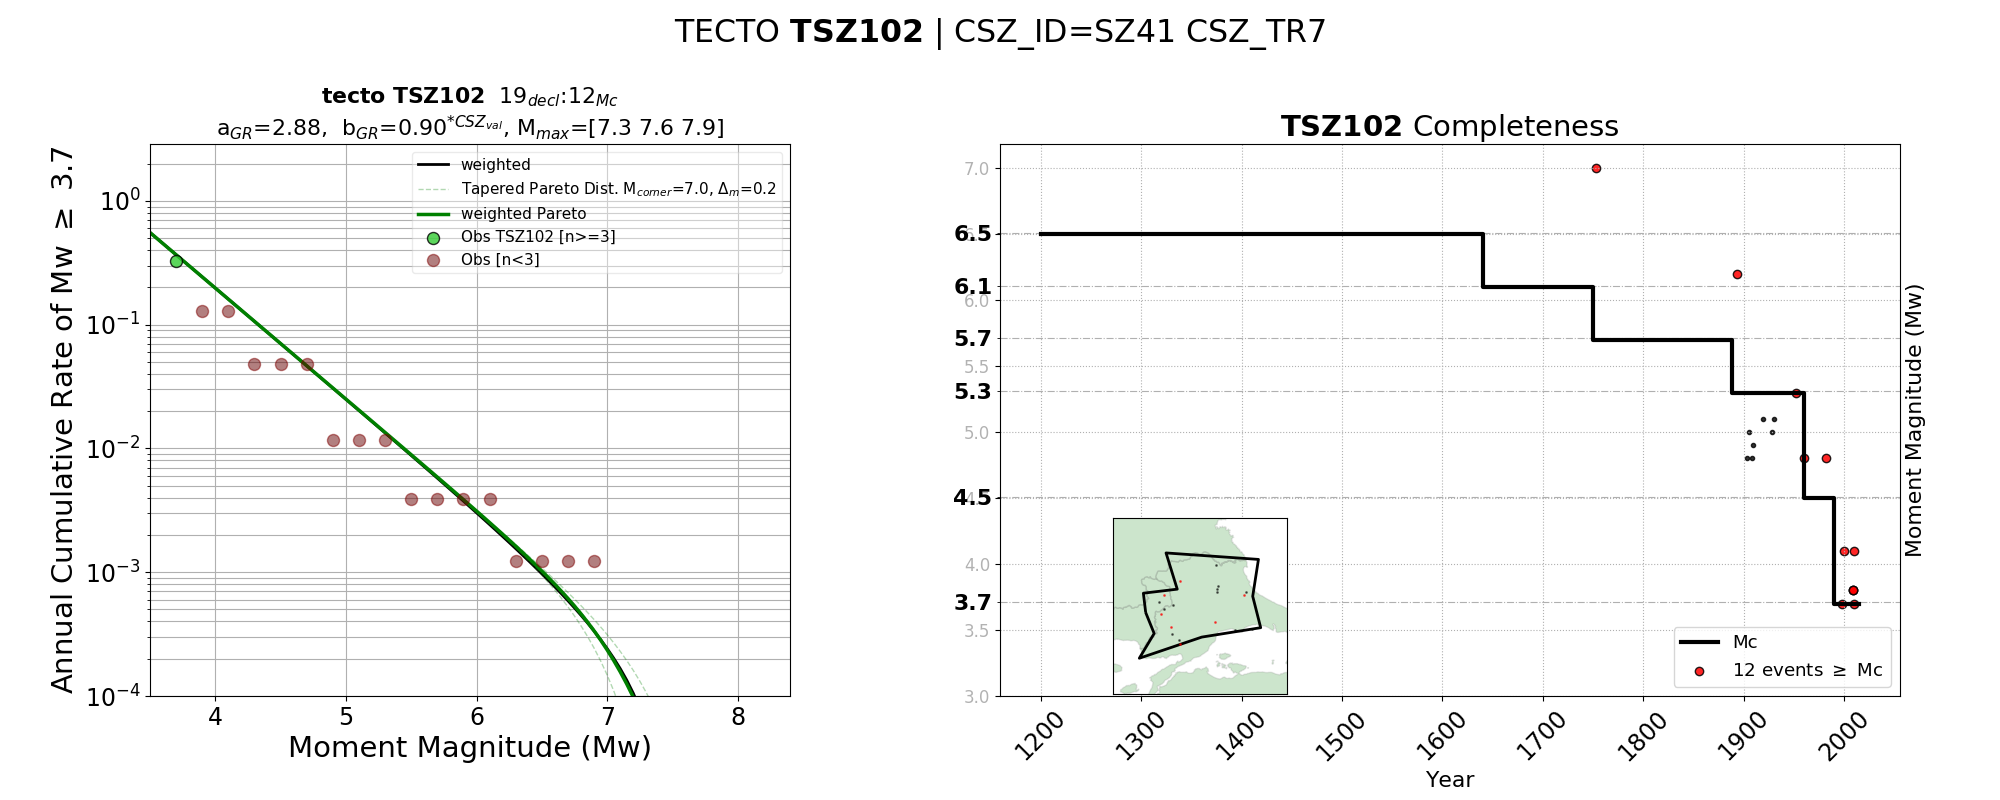 TECTO TSZ102 | CSZ_ID=SZ41 CSZ_TR7
tecto TSZ102 19decl:12Mc
aGR=2.88, bGR=0.90*CSZval, Mmax=[7.3 7.6 7.9]
Annual Cumulative Rate of Mw ≥ 3.7
10^0
10^−1
10^−2
10^−3
10^−4
weighted
Tapered Pareto Dist. Mcorner=7.0, Δm=0.2
weighted Pareto
Obs TSZ102 [n>=3]
Obs [n<3]
4 5 6 7 8
Moment Magnitude (Mw)
TSZ102 Completeness
7.0
6.5
6.1
6.0
5.7
5.5
5.3
5.0
4.5
4.0
3.7
3.5
3.0
Moment Magnitude (Mw)
Mc
12 events ≥ Mc
1200 1300 1400 1500 1600 1700 1800 1900 2000
Year